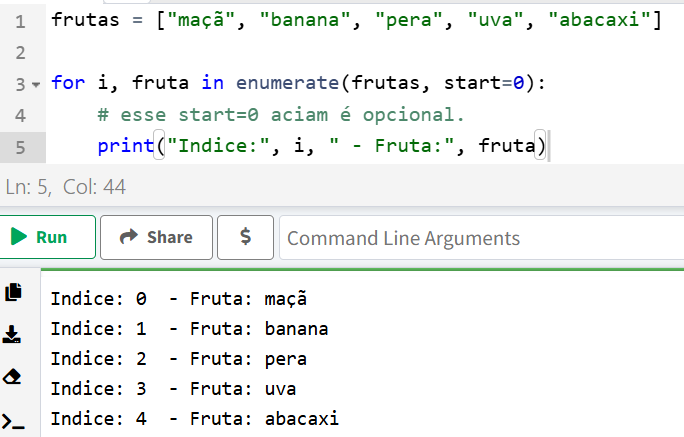 1 frutas = ["maçã", "banana", "pera", "uva", "abacaxi"]
2
3 for i, fruta in enumerate(frutas, start=0):
4     # esse start=0 aciam é opcional.
5     print("Indice:", i, " - Fruta:", fruta)
Ln: 5, Col: 44
Run Share $ Command Line Arguments
Indice: 0  - Fruta: maçã
Indice: 1  - Fruta: banana
Indice: 2  - Fruta: pera
Indice: 3  - Fruta: uva
Indice: 4  - Fruta: abacaxi